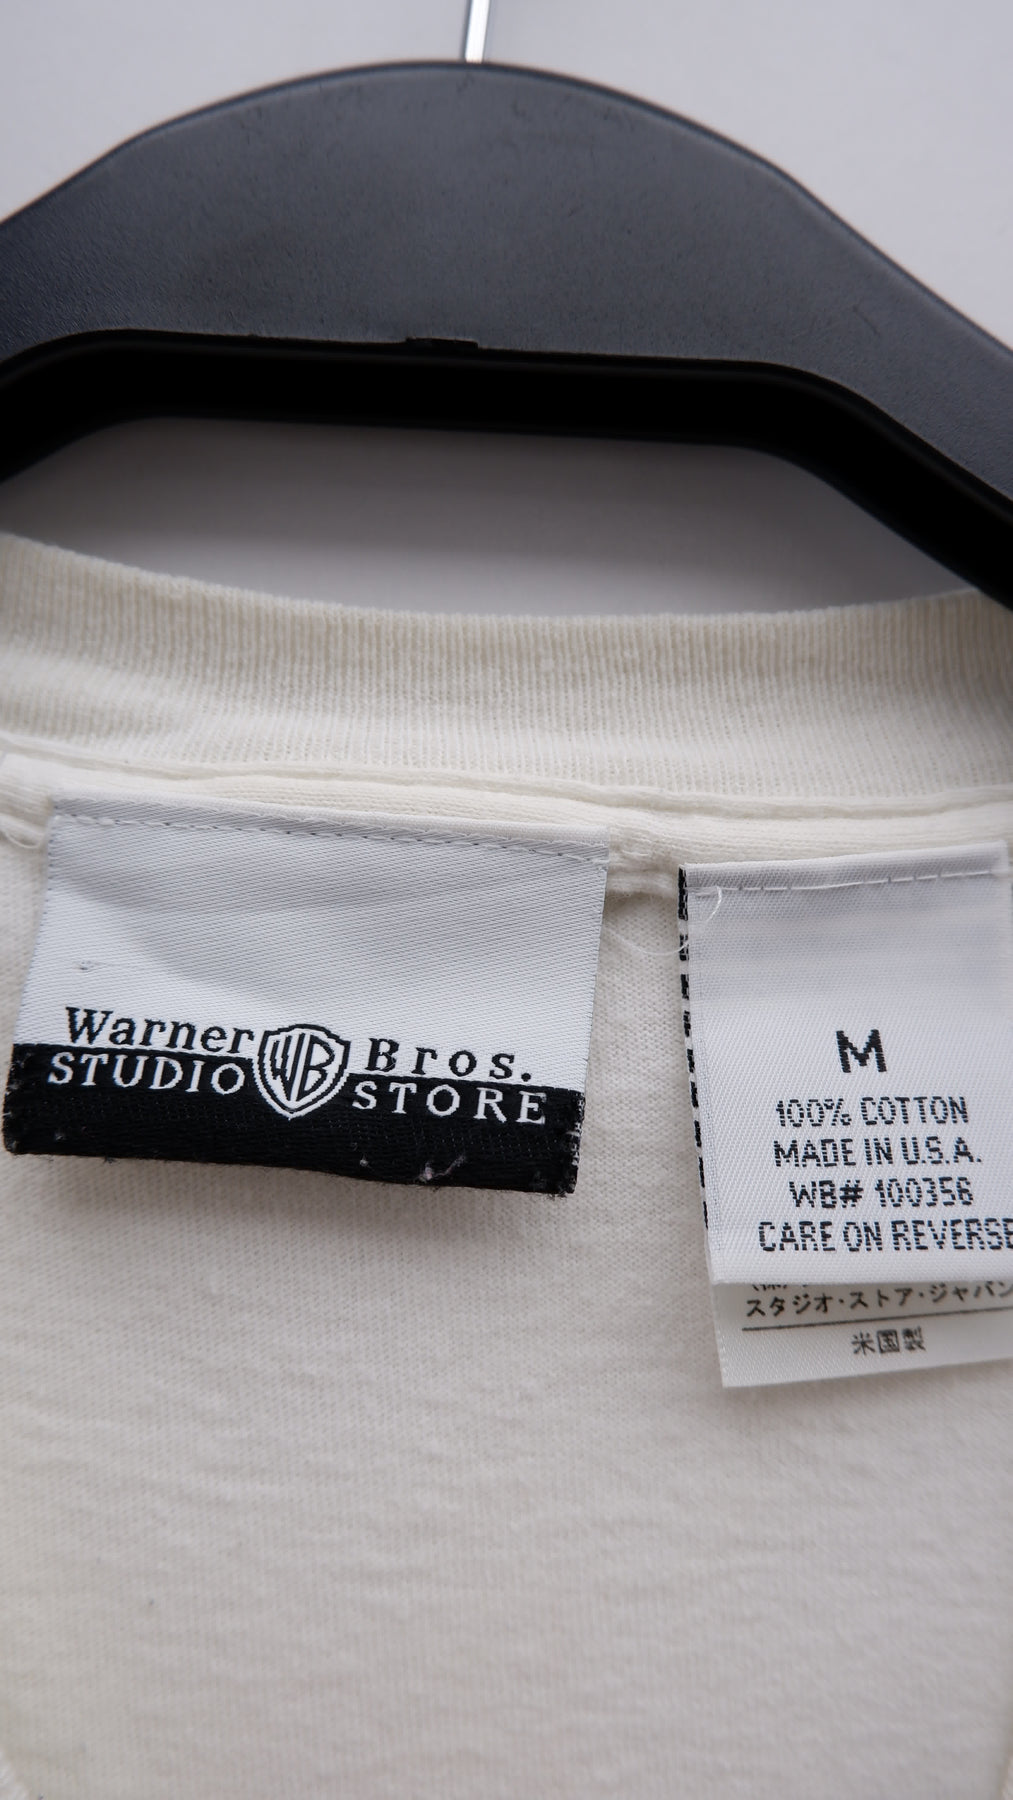 Warner WB Bros.
STUDIO STORE
M
100% COTTON
MADE IN U.S.A.
WB# 100356
CARE ON REVERSE
スタジオ・ストア・ジャパン
米国製